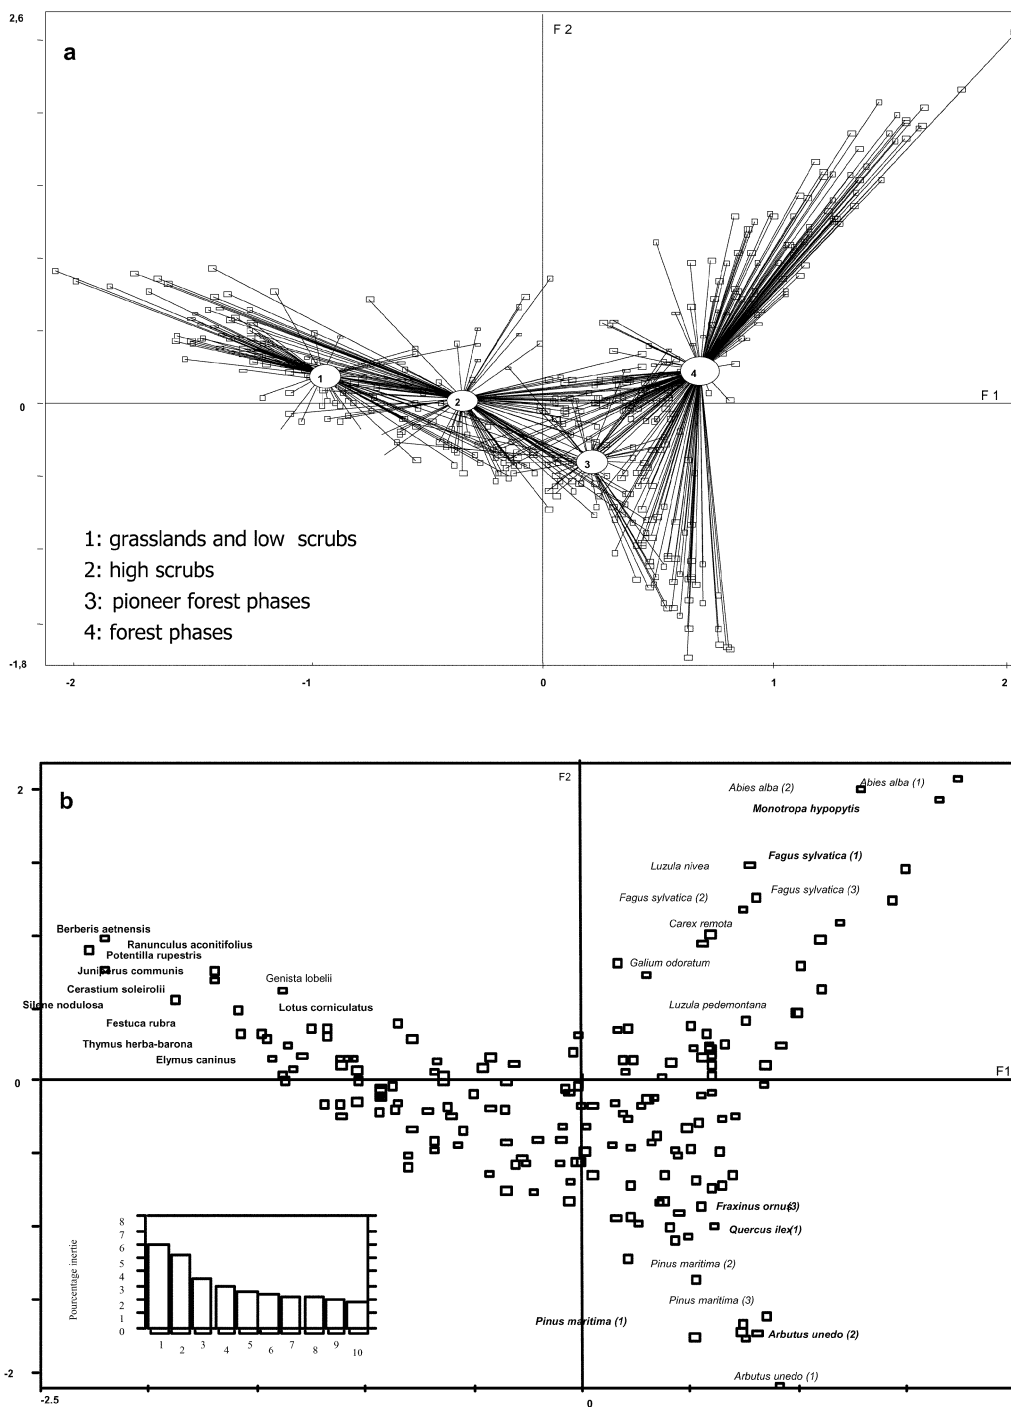 2,6
F 2
a
0
F 1
1
2
3
4
1: grasslands and low scrubs
2: high scrubs
3: pioneer forest phases
4: forest phases
-1,8
-2
-1
0
1
2
F2
b
2
Abies alba (2)
Abies alba (1)
Monotropa hypopytis
Fagus sylvatica (1)
Luzula nivea
Fagus sylvatica (3)
Fagus sylvatica (2)
Carex remota
Berberis aetnensis
Ranunculus aconitifolius
Potentilla rupestris
Galium odoratum
Juniperus communis
Genista lobelii
Cerastium soleirolii
Silene nodulosa
Lotus corniculatus
Luzula pedemontana
Festuca rubra
Thymus herba-barona
Elymus caninus
F1
0
Fraxinus ornus(3)
Quercus ilex(1)
Pinus maritima (2)
Pinus maritima (3)
Pinus maritima (1)
Arbutus unedo (2)
Arbutus unedo (1)
Pourcentage inertie
8
7
6
5
4
3
2
1
0
1 2 3 4 5 6 7 8 9 10
-2
-2.5
0